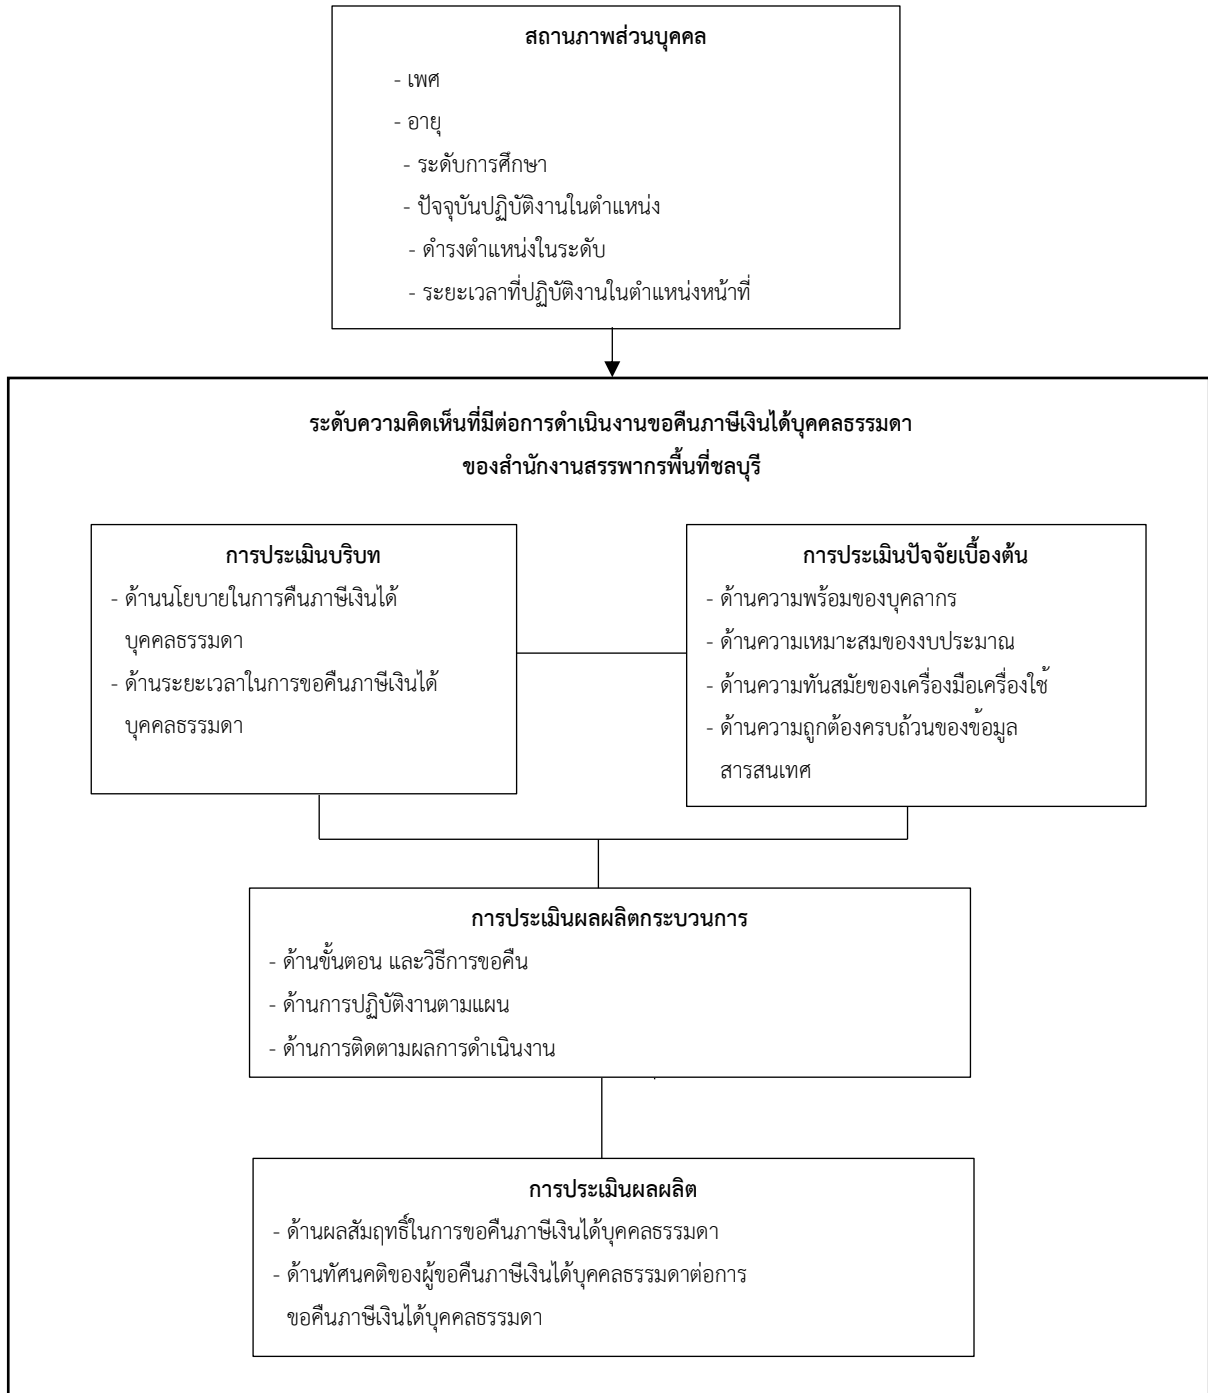 สถานภาพส่วนบุคคล
- เพศ
- อายุ
- ระดับการศึกษา
- ปัจจุบันปฏิบัติงานในตำแหน่ง
- ดำรงตำแหน่งในระดับ
- ระยะเวลาที่ปฏิบัติงานในตำแหน่งหน้าที่
ระดับความคิดเห็นที่มีต่อการดำเนินงานขอคืนภาษีเงินได้บุคคลธรรมดา
ของสำนักงานสรรพากรพื้นที่ชลบุรี
การประเมินบริบท
- ด้านนโยบายในการคืนภาษีเงินได้
บุคคลธรรมดา
- ด้านระยะเวลาในการขอคืนภาษีเงินได้
บุคคลธรรมดา
การประเมินปัจจัยเบื้องต้น
- ด้านความพร้อมของบุคลากร
- ด้านความเหมาะสมของงบประมาณ
- ด้านความทันสมัยของเครื่องมือเครื่องใช้
- ด้านความถูกต้องครบถ้วนของข้อมูล
สารสนเทศ
การประเมินผลผลิตกระบวนการ
- ด้านขั้นตอน และวิธีการขอคืน
- ด้านการปฏิบัติงานตามแผน
- ด้านการติดตามผลการดำเนินงาน
การประเมินผลผลิต
- ด้านผลสัมฤทธิ์ในการขอคืนภาษีเงินได้บุคคลธรรมดา
- ด้านทัศนคติของผู้ขอคืนภาษีเงินได้บุคคลธรรมดาต่อการ
ขอคืนภาษีเงินได้บุคคลธรรมดา